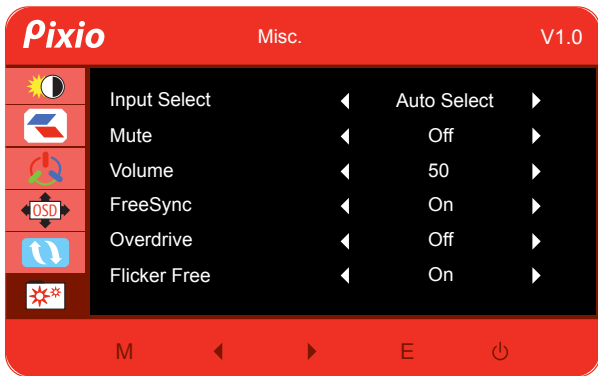 Pixio Misc. V1.0
Input Select Auto Select
Mute Off
Volume 50
FreeSync On
OSD
Overdrive Off
Flicker Free On
M E